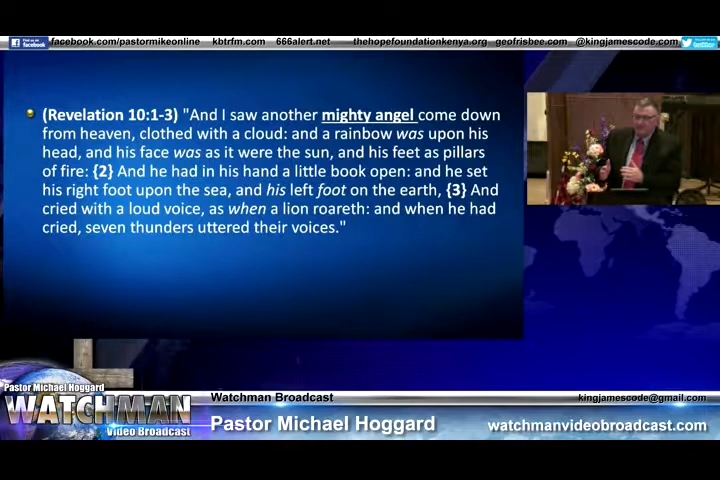 Find us on facebook facebook.com/pastormikeonline kbtrfm.com 666alert.net thehopefoundationkenya.org geofrisbee.com @kingjamescode.com twitter
(Revelation 10:1-3) "And I saw another mighty angel come down
from heaven, clothed with a cloud: and a rainbow was upon his
head, and his face was as it were the sun, and his feet as pillars
of fire: {2} And he had in his hand a little book open: and he set
his right foot upon the sea, and his left foot on the earth, {3} And
cried with a loud voice, as when a lion roareth: and when he had
cried, seven thunders uttered their voices."
Pastor Michael Hoggard
WATCHMAN
Video Broadcast
Watchman Broadcast
kingjamescode@gmail.com
Pastor Michael Hoggard
watchmanvideobroadcast.com